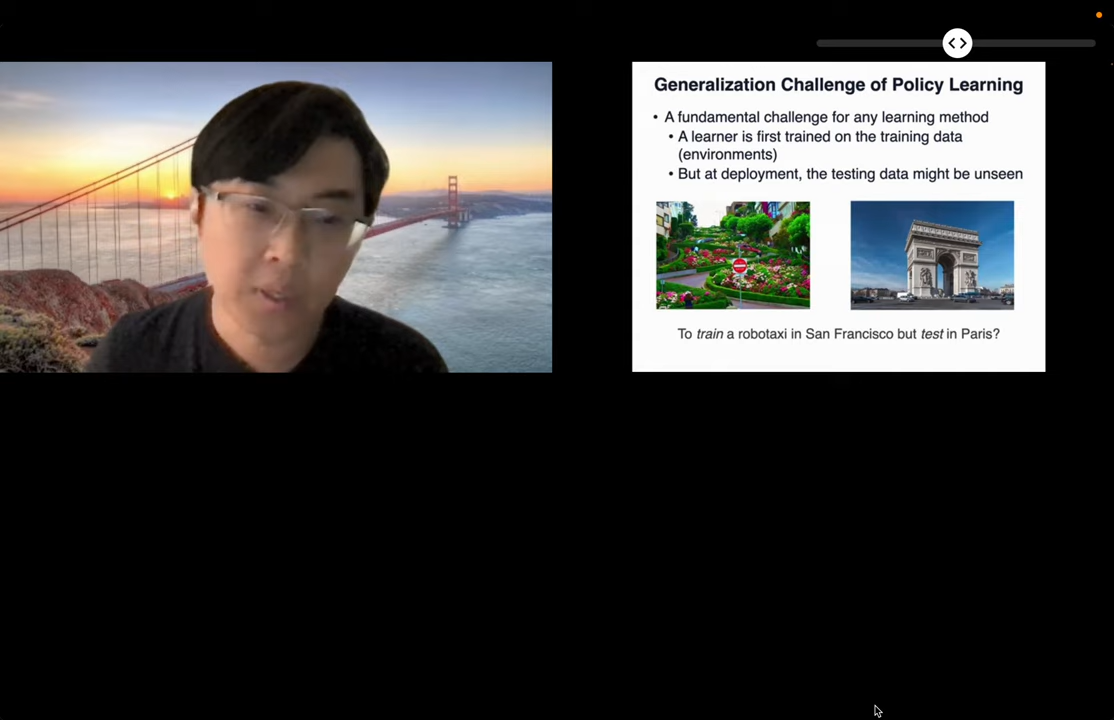 Generalization Challenge of Policy Learning
• A fundamental challenge for any learning method
• A learner is first trained on the training data
(environments)
• But at deployment, the testing data might be unseen
To train a robotaxi in San Francisco but test in Paris?